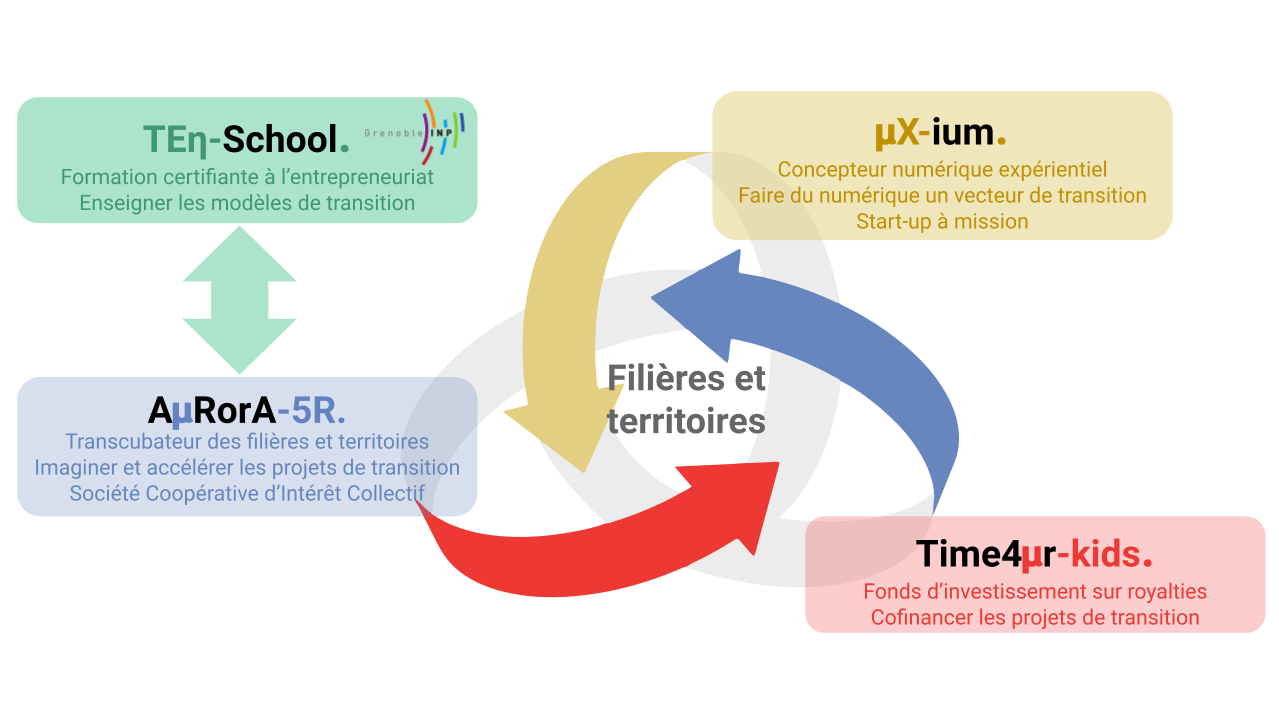 TEη-School.
Grenoble INP
Formation certifiante à l’entrepreneuriat
Enseigner les modèles de transition
µX-ium.
Concepteur numérique expérientiel
Faire du numérique un vecteur de transition
Start-up à mission
Filières et
territoires
AµRorA-5R.
Transcubateur des filières et territoires
Imaginer et accélérer les projets de transition
Société Coopérative d’Intérêt Collectif
Time4µr-kids.
Fonds d’investissement sur royalties
Cofinancer les projets de transition